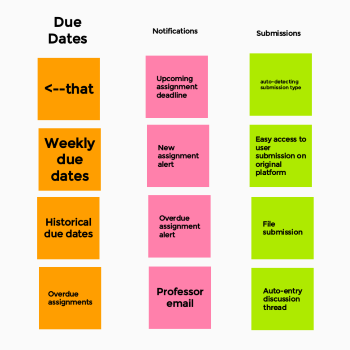 Due
Dates
Notifications
Submissions
<--that
Upcoming
assignment
deadline
auto-detecting
submission type
Weekly
due
dates
New
assignment
alert
Easy access to
user
submission on
original
platform
Historical
due dates
Overdue
assignment
alert
File
submission
Overdue
assignments
Professor
email
Auto-entry
discussion
thread